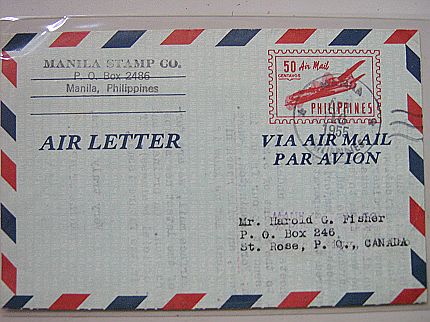 MANILA STAMP CO.
P. O. Box 2486
Manila, Philippines
50 Air Mail
CENTAVOS
PHILIPPINES
1955
PHILIPPINES
AIR LETTER
VIA AIR MAIL
PAR AVION
Mr. Harold G. Fisher
P. O. Box 246
St. Rose, P. Q., CANADA